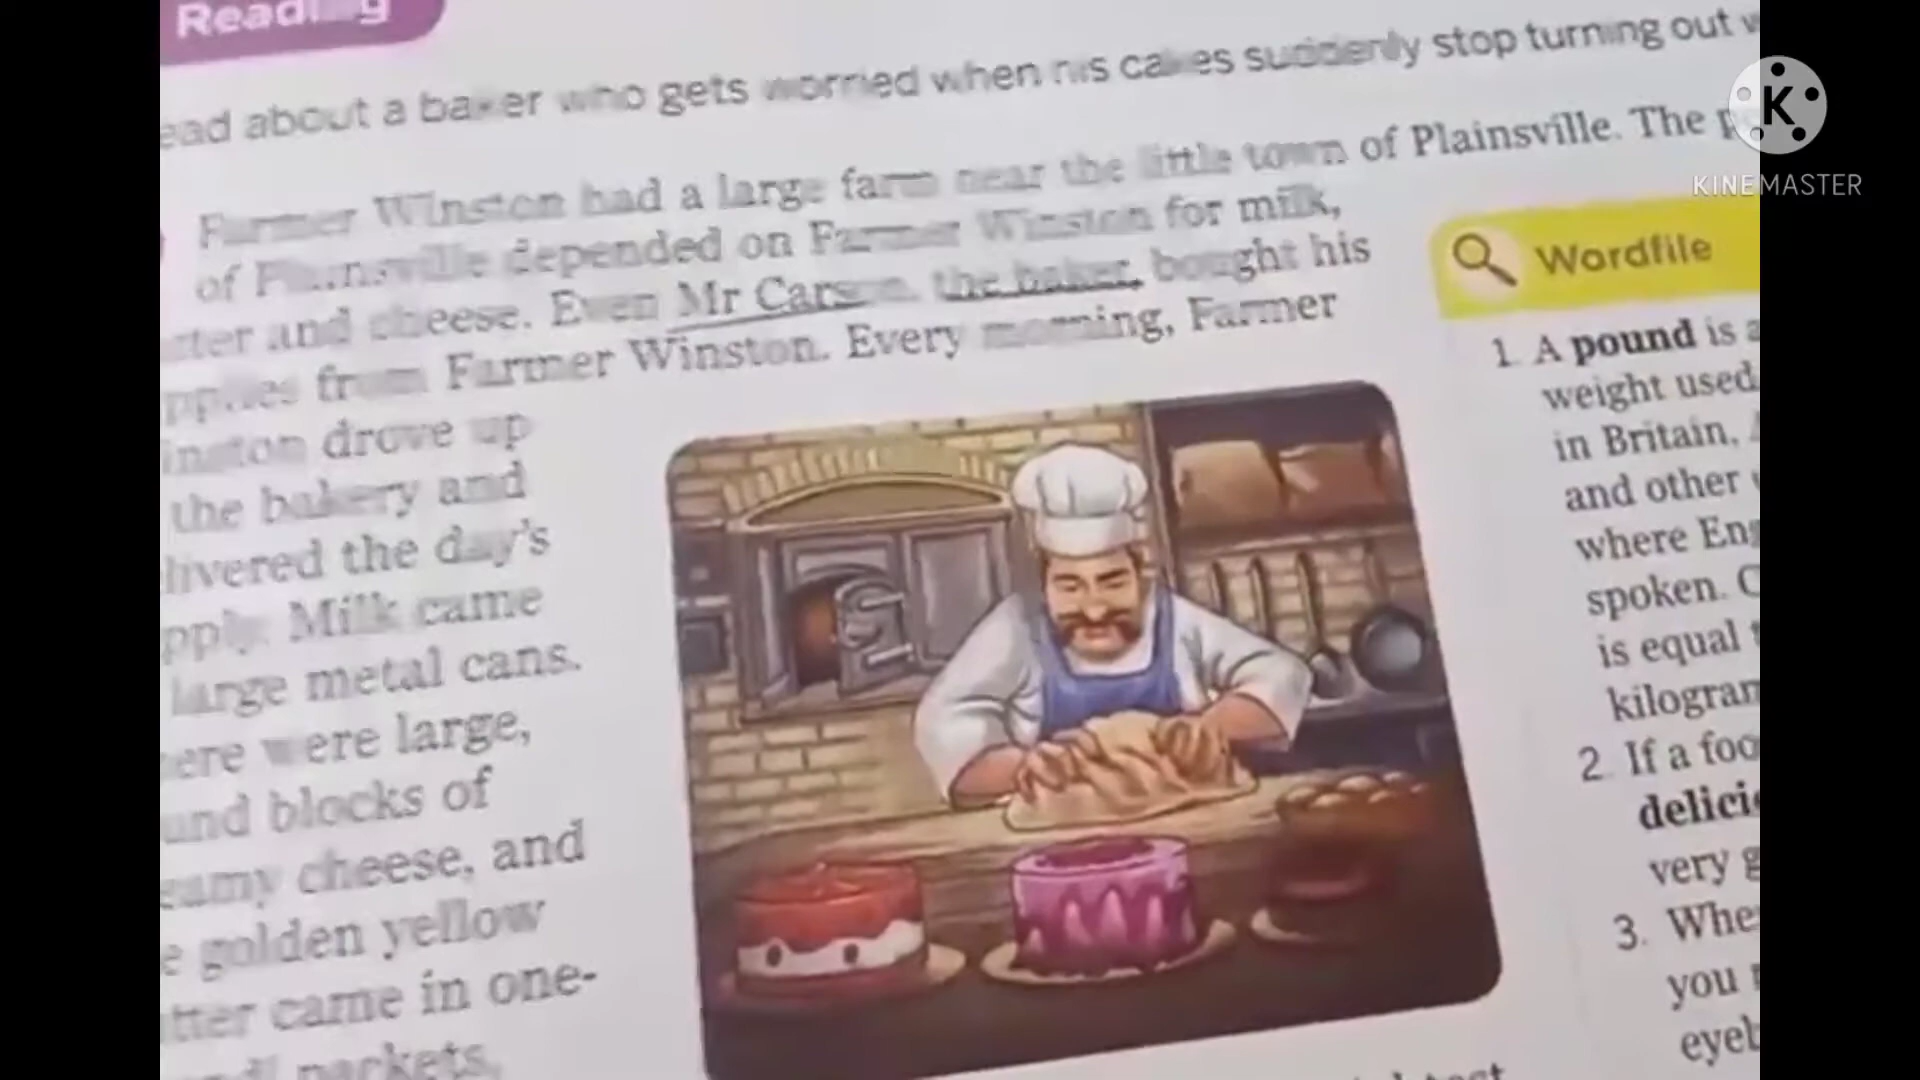 Reading
ead about a baker who gets worried when his cakes suddenly stop turning out
Farmer Winston had a large farm near the little town of Plainsville. The
of Plainsville depended on Farmer Winston for milk,
tter and cheese. Even Mr Carson, the baker, bought his
pplies from Farmer Winston. Every morning, Farmer
inston drove up
the bakery and
livered the day's
pply. Milk came
large metal cans.
here were large,
und blocks of
eamy cheese, and
e golden yellow
tter came in one-
packets.
Wordfile
1. A pound is a
weight used
in Britain,
and other
where Eng
spoken.
is equal
kilogram
2. If a foo
delici
very g
3. Whe
you
eyeb
KINEMASTER